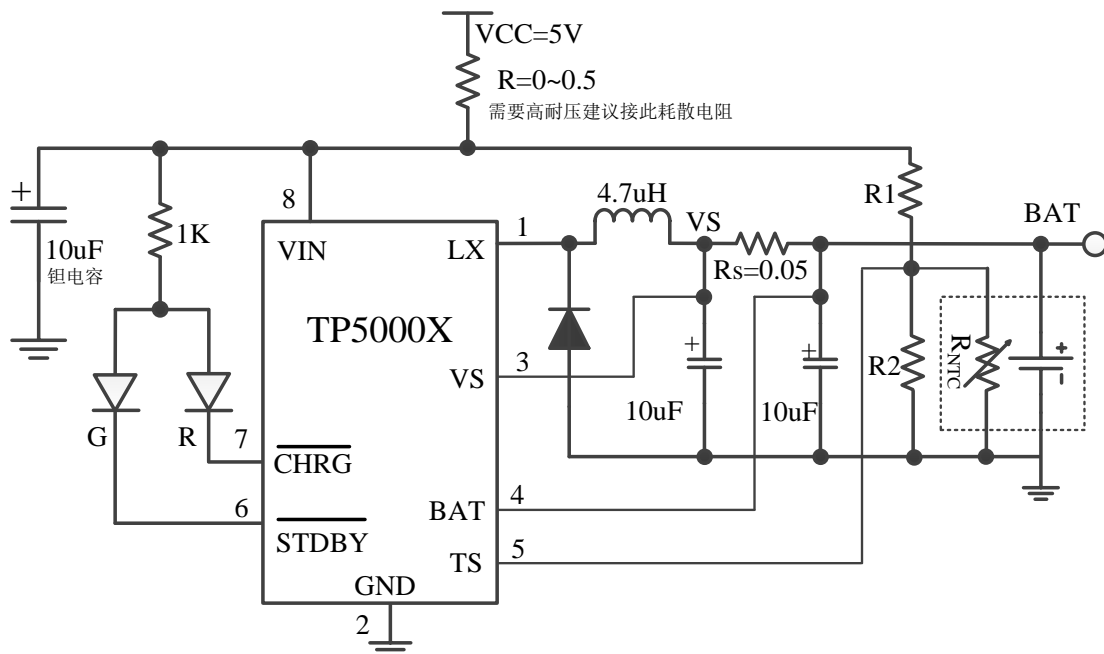 VCC=5V
R=0~0.5
需要高耐压建议接此耗散电阻
+
10uF
钽电容
1K
8
VIN
LX
1
4.7uH
VS
Rs=0.05
R1
BAT
TP5000X
VS
3
+
10uF
+
10uF
R2
RNTC
+
-
G
R
7
CHRG
6
STDBY
BAT
4
TS
5
GND
2